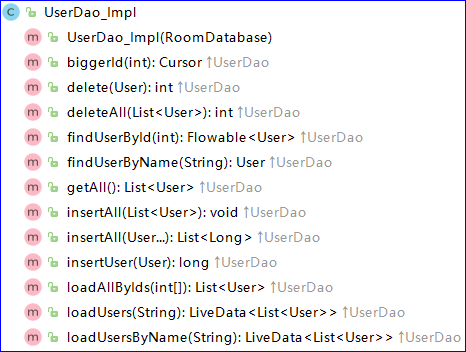 C UserDao_Impl
m UserDao_Impl(RoomDatabase)
m biggerId(int): Cursor ↑UserDao
m delete(User): int ↑UserDao
m deleteAll(List<User>): int ↑UserDao
m findUserById(int): Flowable<User> ↑UserDao
m findUserByName(String): User ↑UserDao
m getAll(): List<User> ↑UserDao
m insertAll(List<User>): void ↑UserDao
m insertAll(User...): List<Long> ↑UserDao
m insertUser(User): long ↑UserDao
m loadAllByIds(int[]): List<User> ↑UserDao
m loadUsers(String): LiveData<List<User>> ↑UserDao
m loadUsersByName(String): LiveData<List<User>> ↑UserDao